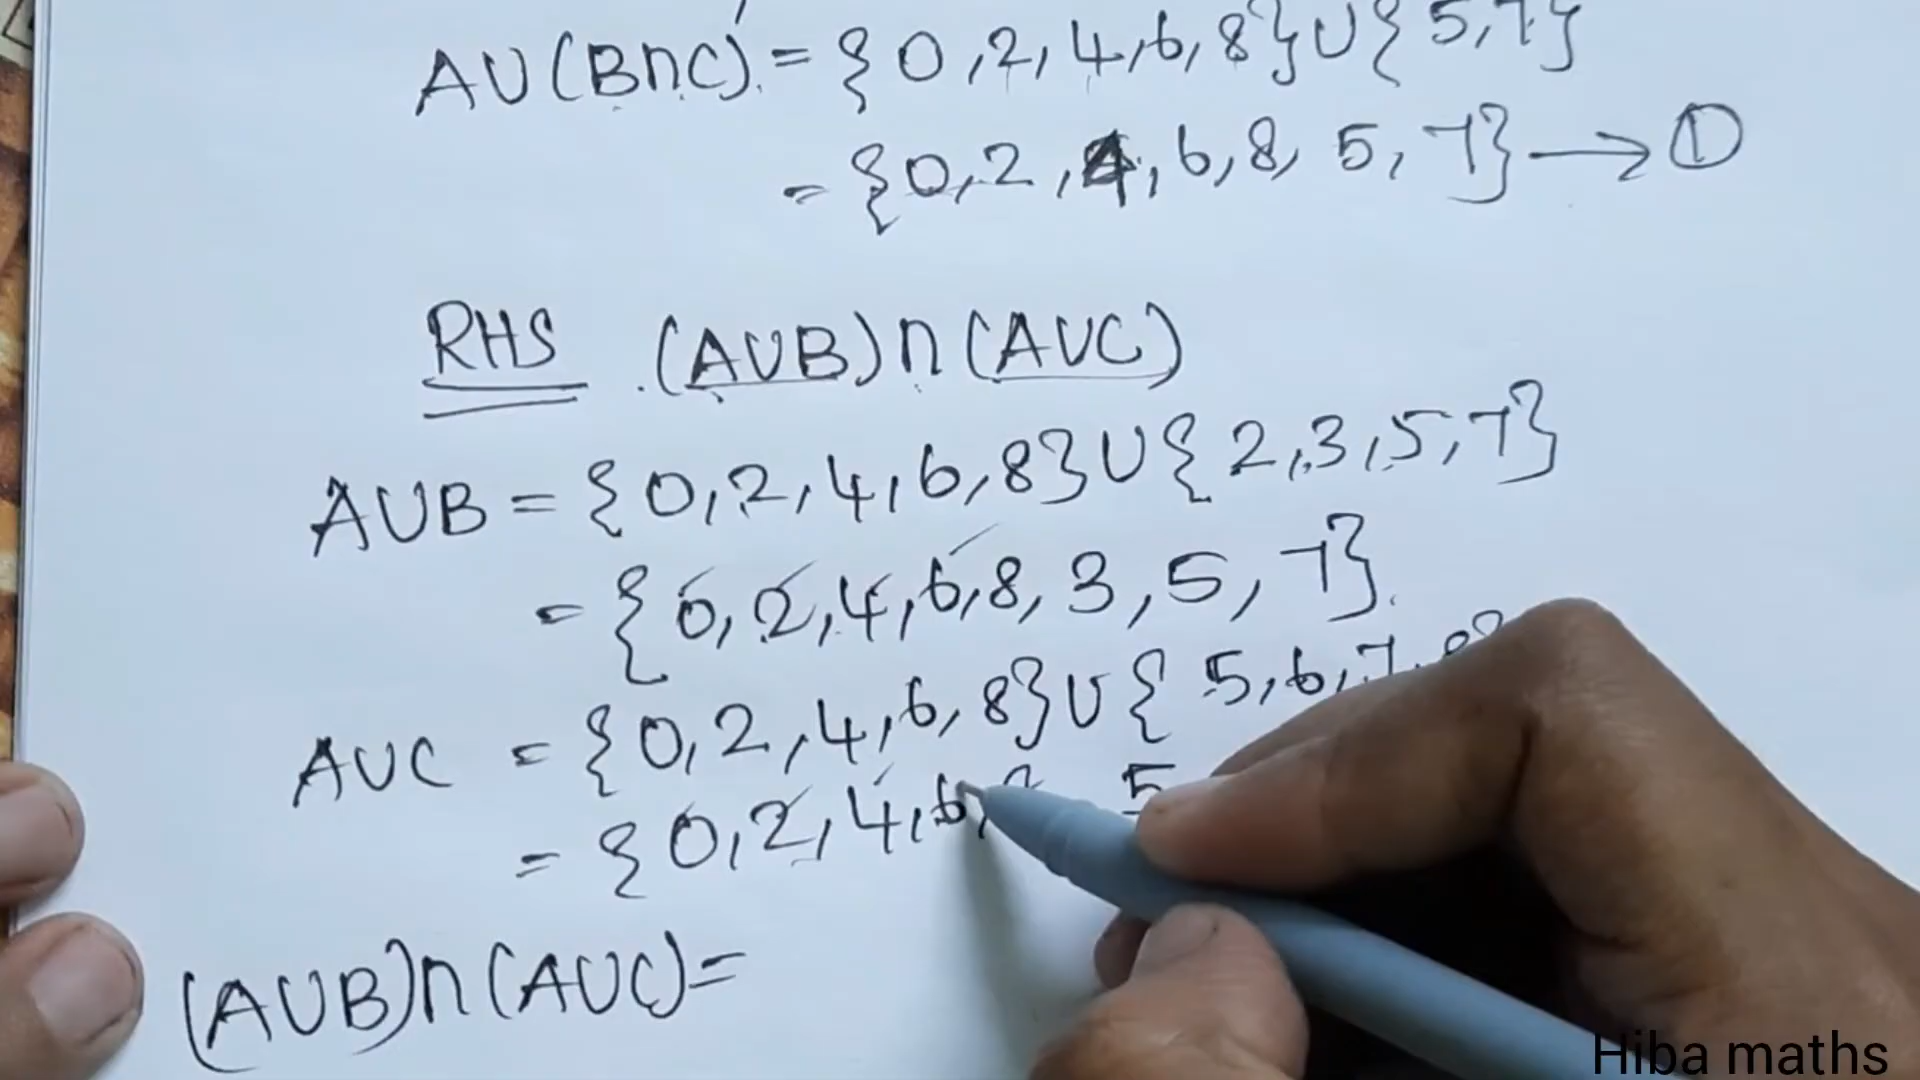 AU(B∩C) = {0,2,4,6,8}U{5,7}
= {0,2,4,6,8,5,7} → ①
RHS (AUB)∩(AUC)
AUB = {0,2,4,6,8}U{2,3,5,7}
= {0,2,4,6,8,3,5,7}
AUC = {0,2,4,6,8}U{5,6,7,8}
= {0,2,4,6, 5
(AUB)∩(AUC)=
Hiba maths